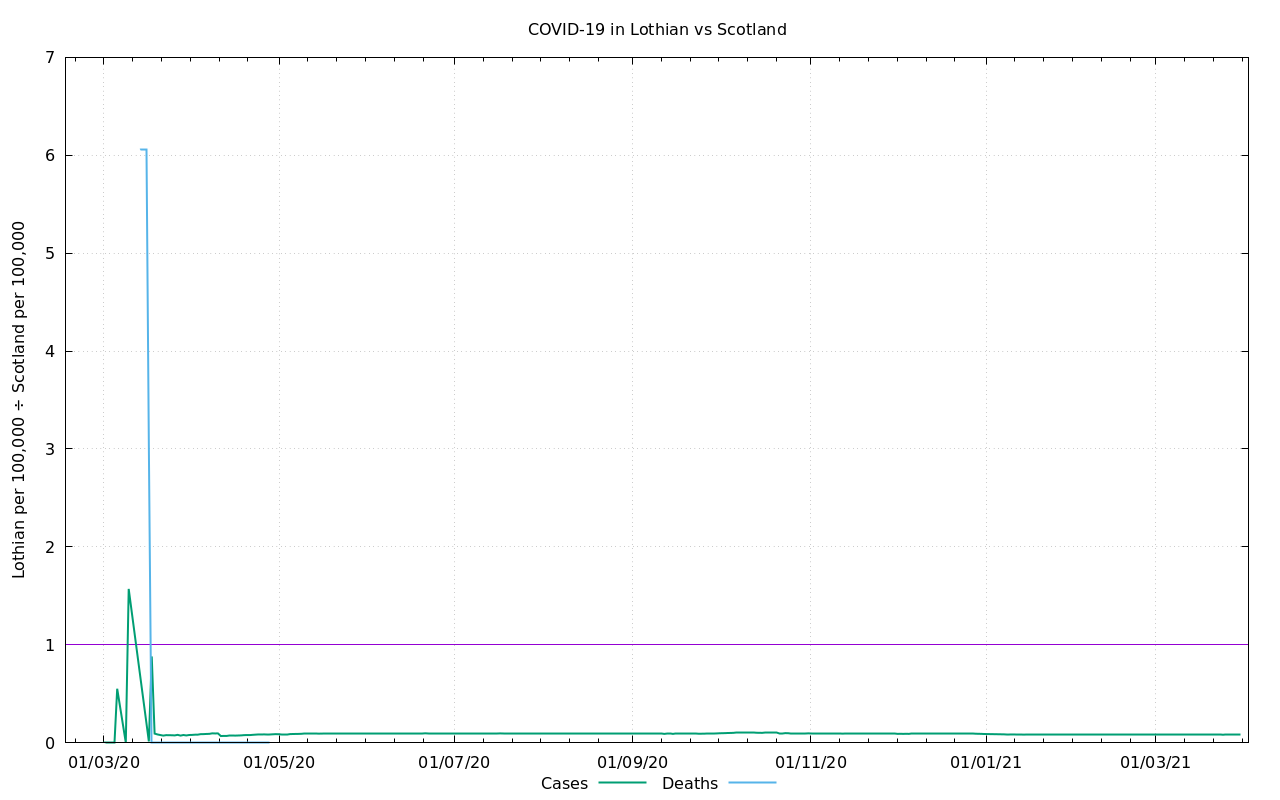 COVID-19 in Lothian vs Scotland
Lothian per 100,000 ÷ Scotland per 100,000
7
6
5
4
3
2
1
0
01/03/20 01/05/20 01/07/20 01/09/20 01/11/20 01/01/21 01/03/21
Cases Deaths